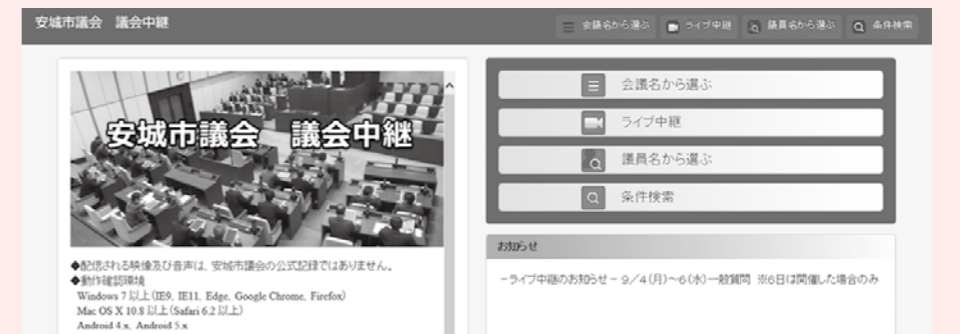 安城市議会 議会中継
会議名から選ぶ ライブ中継 議員名から選ぶ 条件検索
安城市議会 議会中継
◆配信される映像及び音声は、安城市議会の公式記録ではありません。
◆動作確認環境
Windows 7 以上(IE9, IE11, Edge, Google Chrome, Firefox)
Mac OS X 10.8 以上(Safari 6.2 以上)
Android 4.x, Android 5.x
会議名から選ぶ
ライブ中継
議員名から選ぶ
条件検索
お知らせ
-ライブ中継のお知らせ- 9/4(月)~6(水)一般質問 ※6日は開催した場合のみ